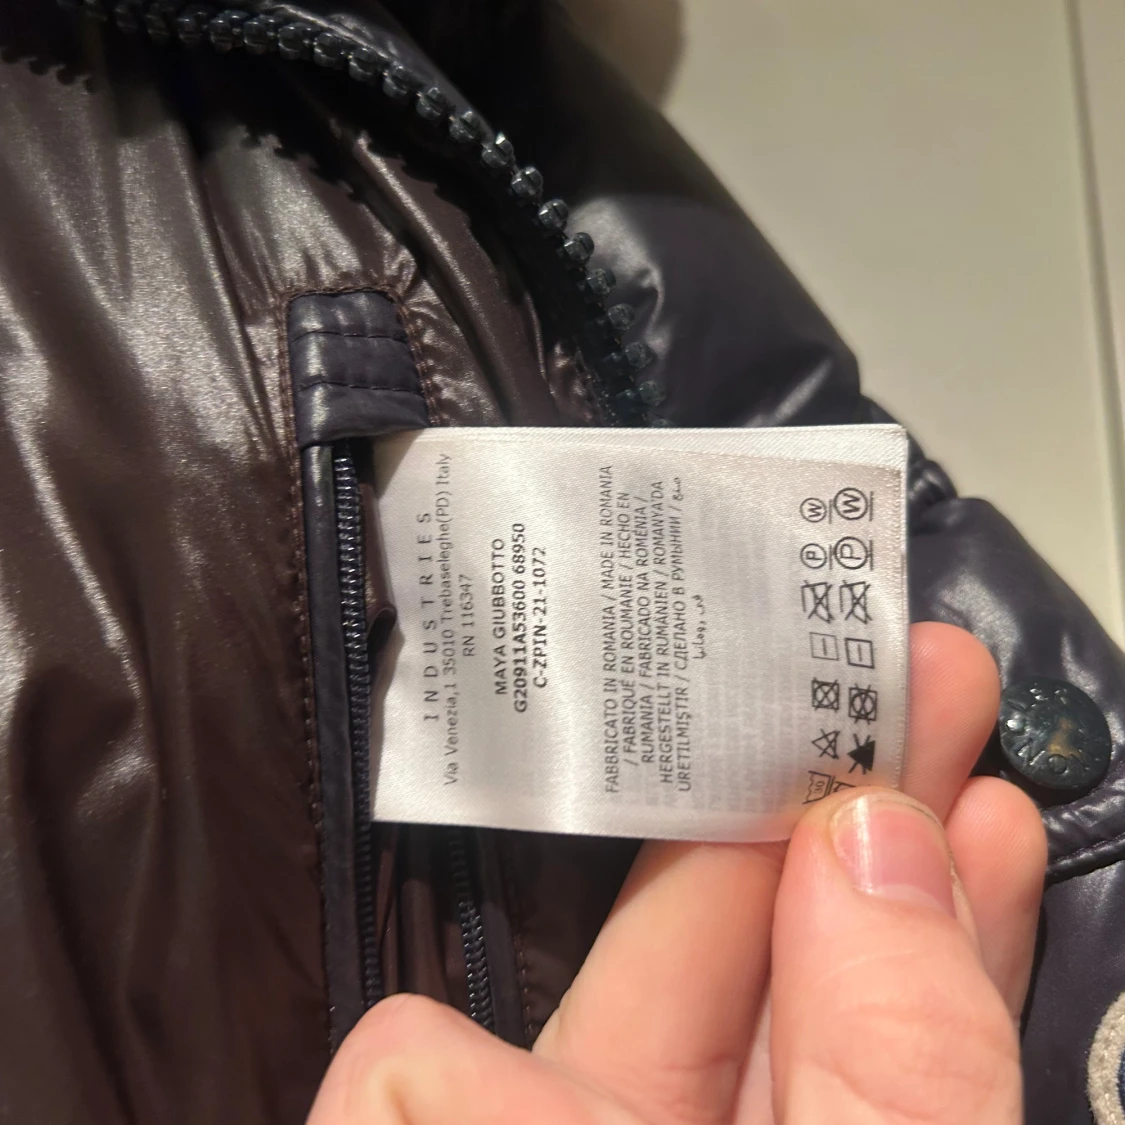 INDUSTRIES
Via Venezia,1 35010 Trebaseleghe(PD) Italy
RN 116347
MAYA GIUBBOTTO
G20911A53600 68950
C-ZPIN-21-1072
FABBRICATO IN ROMANIA / MADE IN ROMANIA
/ FABRIQUÉ EN ROUMANIE / HECHO EN
RUMANIA / FABRICADO NA ROMÉNIA /
HERGESTELLT IN RUMÄNIEN / ROMANYA'DA
URETILMIŞTIR / СДЕЛАНО В РУМЫНИИ / صنع
في رومانيا
W W
P P
30